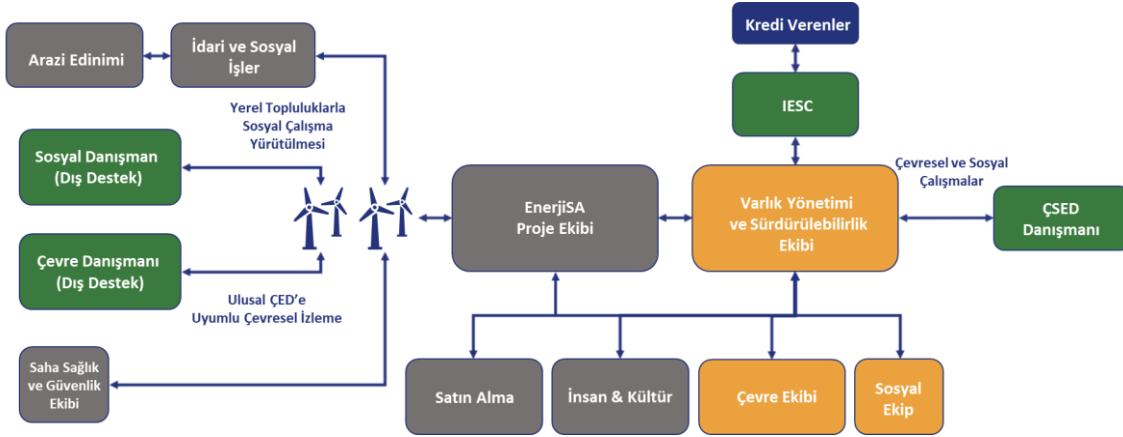 Kredi Verenler
Arazi Edinimi
İdari ve Sosyal
İşler
IESC
Yerel Topluluklarla
Sosyal Çalışma
Yürütülmesi
Sosyal Danışman
(Dış Destek)
Çevresel ve Sosyal
Çalışmalar
EnerjiSA
Proje Ekibi
Varlık Yönetimi
ve Sürdürülebilirlik
Ekibi
ÇSED
Danışmanı
Çevre Danışmanı
(Dış Destek)
Ulusal ÇED’e
Uyumlu Çevresel İzleme
Saha Sağlık
ve Güvenlik
Ekibi
Satın Alma
İnsan & Kültür
Çevre Ekibi
Sosyal
Ekip